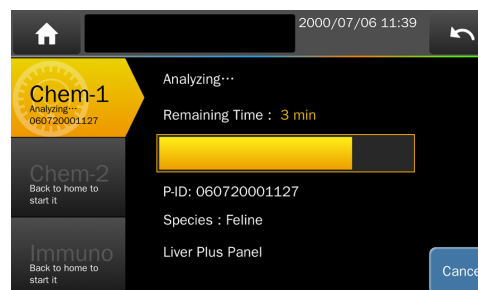 2000/07/06 11:39
Chem-1
Analyzing···
060720001127
Chem-2
Back to home to
start it
Immuno
Back to home to
start it
Analyzing···
Remaining Time : 3 min
P-ID: 060720001127
Species : Feline
Liver Plus Panel
Cance